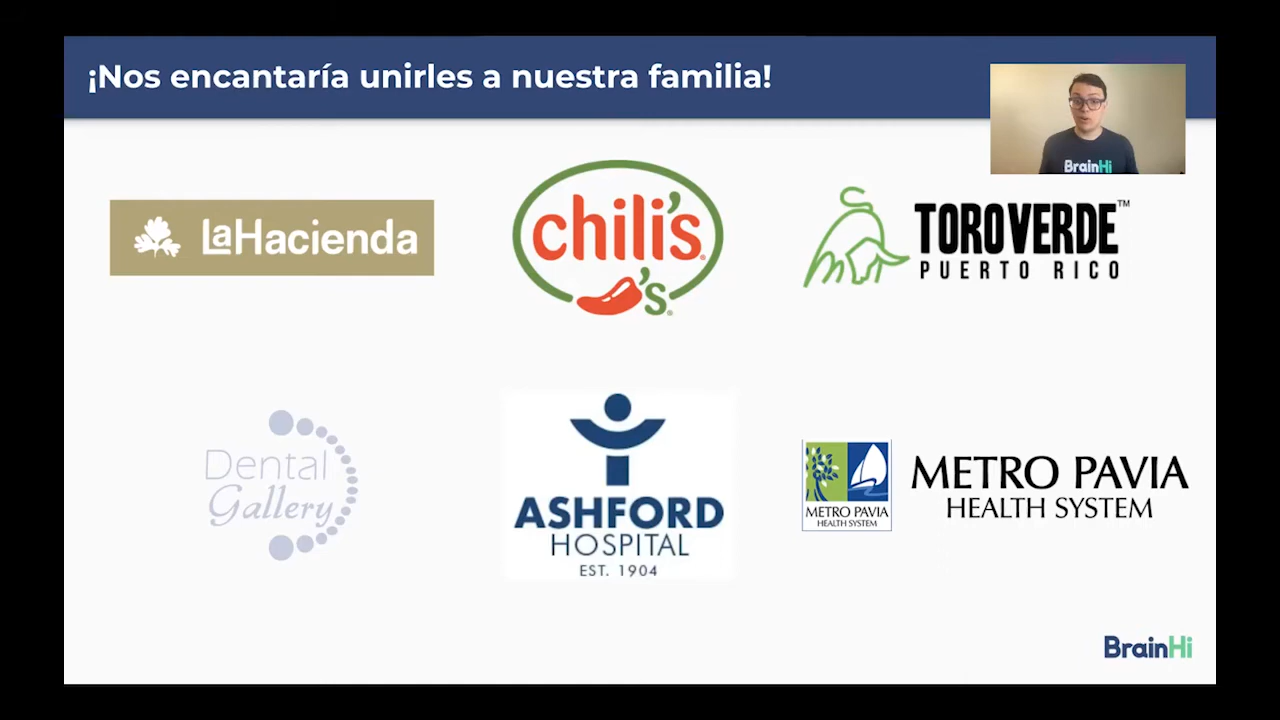 ¡Nos encantaría unirles a nuestra familia!
BrainHi
LaHacienda
chili's®
's®
TOROVERDE™
PUERTO RICO
Dental
Gallery
ASHFORD
HOSPITAL
EST. 1904
METRO PAVIA
HEALTH SYSTEM
METRO PAVIA
HEALTH SYSTEM
BrainHi